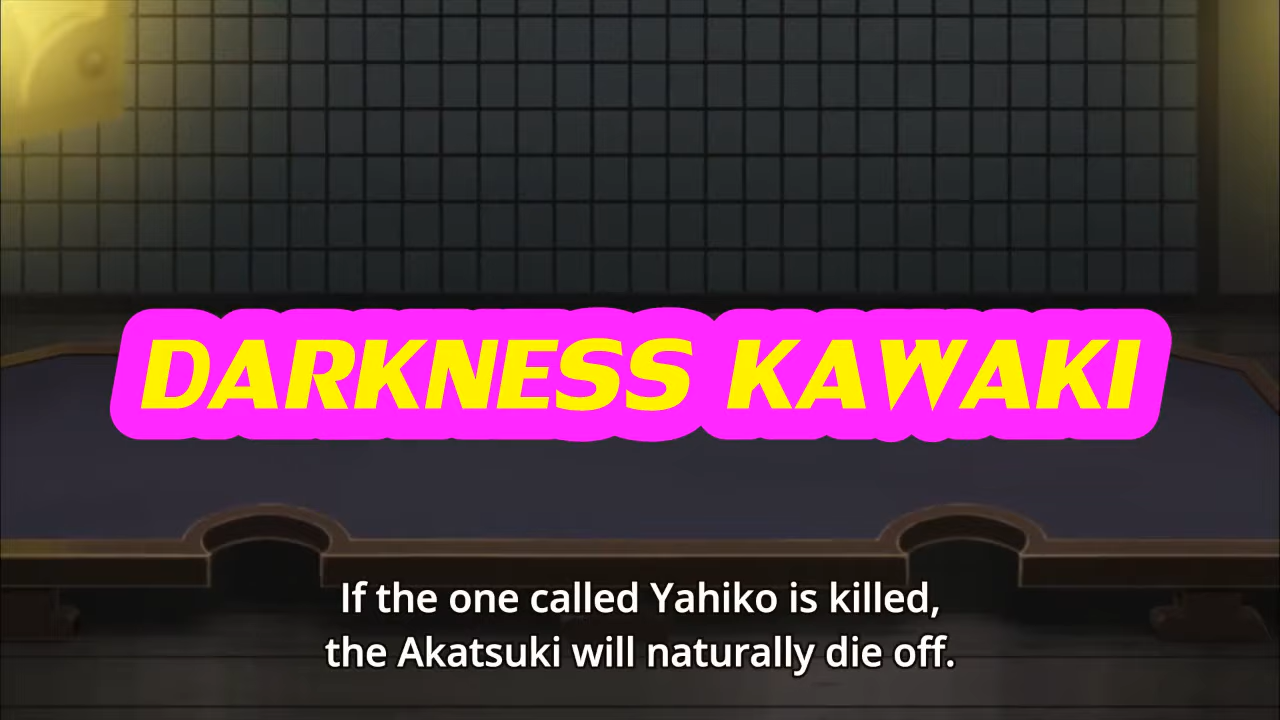 DARKNESS KAWAKI
If the one called Yahiko is killed,
the Akatsuki will naturally die off.